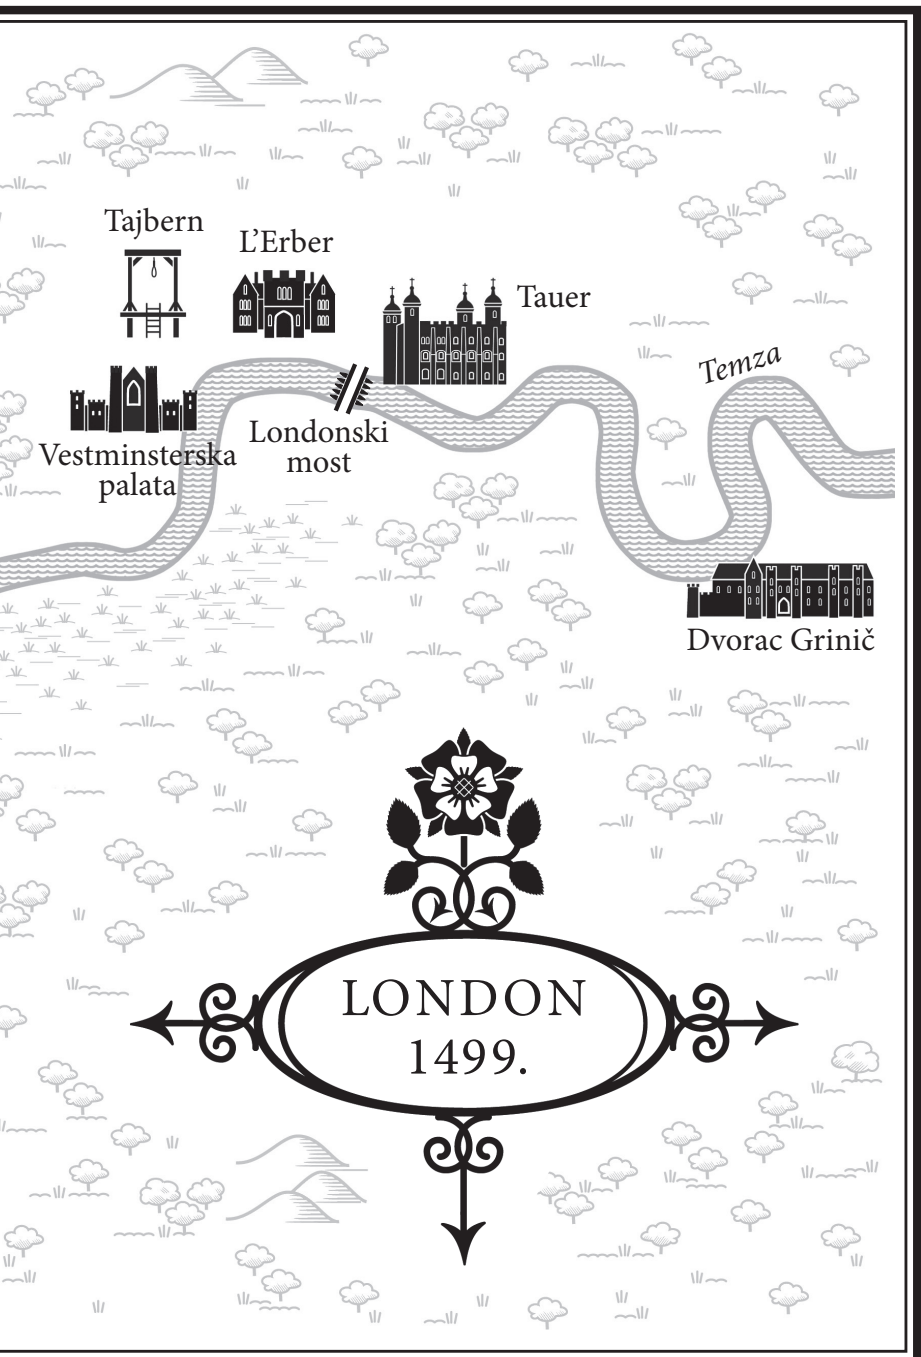 Tajbern
L’Erber
Tauer
Temza
Londonski
most
Vestminsterska
palata
Dvorac Grinič
LONDON
1499.